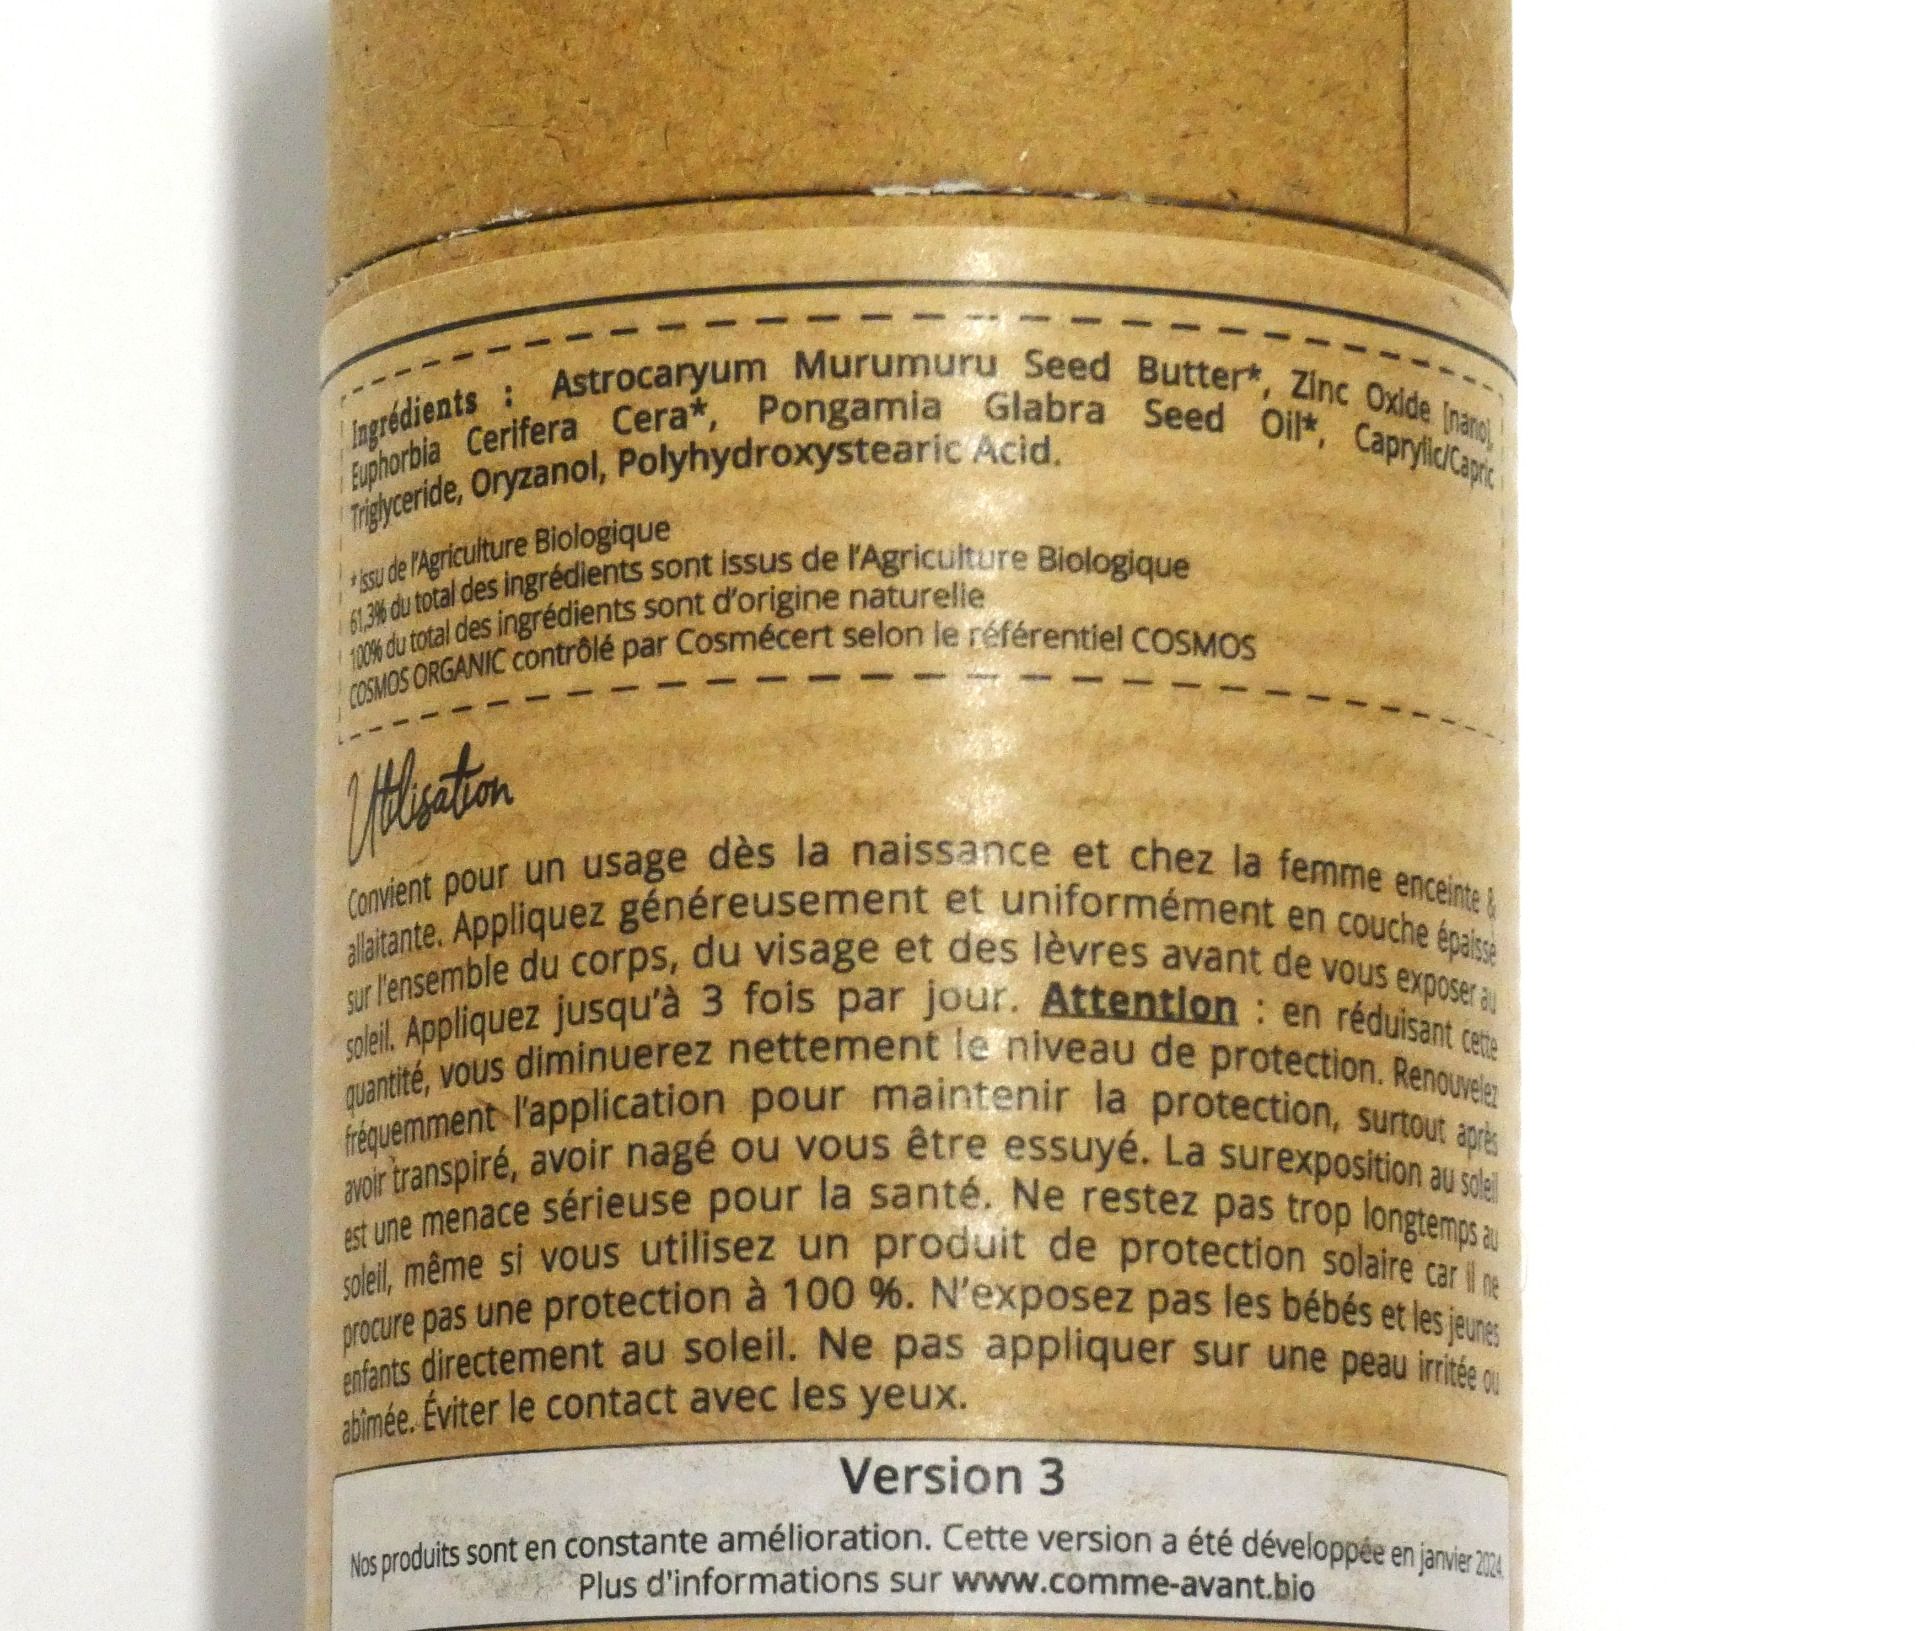 Ingrédients : Astrocaryum Murumuru Seed Butter*, Zinc Oxide [nano],
Euphorbia Cerifera Cera*, Pongamia Glabra Seed Oil*, Caprylic/Capric
Triglyceride, Oryzanol, Polyhydroxystearic Acid.
*Issu de l'Agriculture Biologique
61,3% du total des ingrédients sont issus de l'Agriculture Biologique
100% du total des ingrédients sont d'origine naturelle
COSMOS ORGANIC contrôlé par Cosmécert selon le référentiel COSMOS
Utilisation
Convient pour un usage dès la naissance et chez la femme enceinte &
allaitante. Appliquez généreusement et uniformément en couche épaisse
sur l'ensemble du corps, du visage et des lèvres avant de vous exposer au
soleil. Appliquez jusqu'à 3 fois par jour. Attention : en réduisant cette
quantité, vous diminuerez nettement le niveau de protection. Renouvelez
fréquemment l'application pour maintenir la protection, surtout après
avoir transpiré, avoir nagé ou vous être essuyé. La surexposition au soleil
est une menace sérieuse pour la santé. Ne restez pas trop longtemps au
soleil, même si vous utilisez un produit de protection solaire car il ne
procure pas une protection à 100 %. N'exposez pas les bébés et les jeunes
enfants directement au soleil. Ne pas appliquer sur une peau irritée ou
abîmée. Éviter le contact avec les yeux.
Version 3
Nos produits sont en constante amélioration. Cette version a été développée en janvier 2024.
Plus d'informations sur www.comme-avant.bio